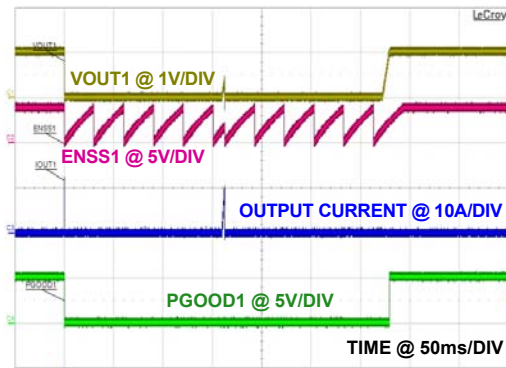 LeCroy
VOUT1
VOUT1 @ 1V/DIV
ENSS1
ENSS1 @ 5V/DIV
IOUT1
OUTPUT CURRENT @ 10A/DIV
PGOOD1
PGOOD1 @ 5V/DIV
TIME @ 50ms/DIV